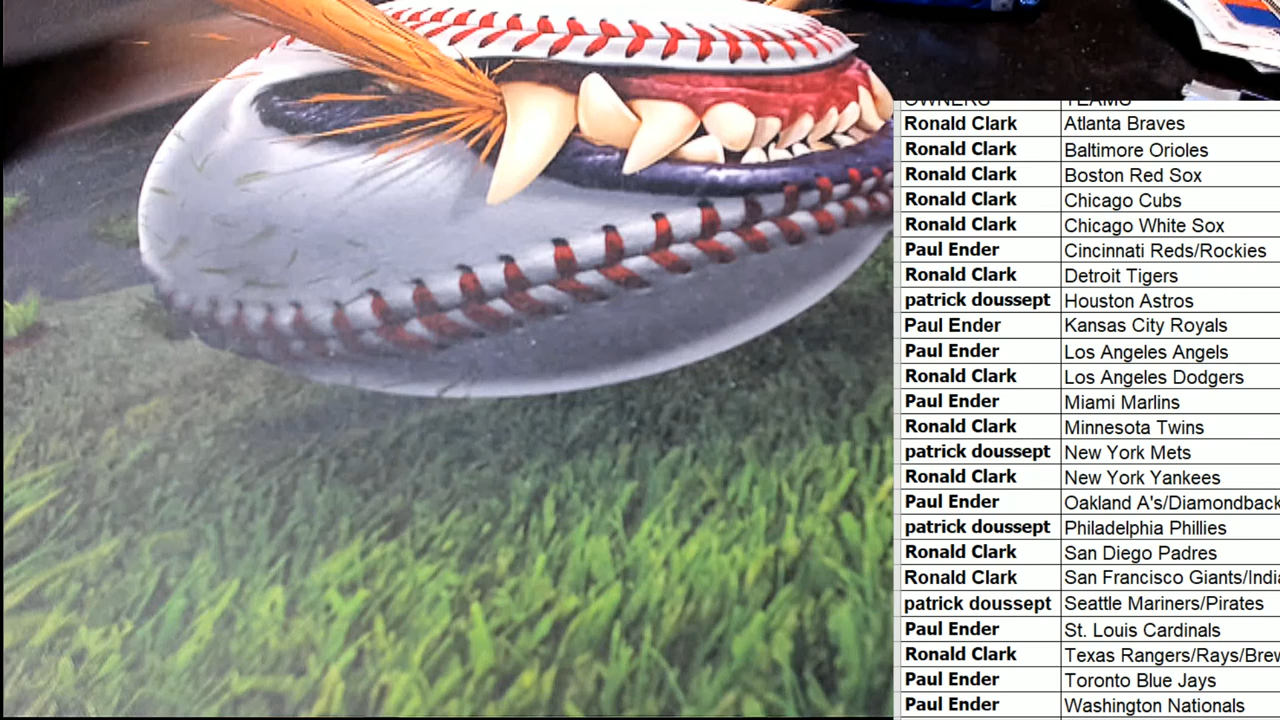 OWNERS TEAMS
Ronald Clark Atlanta Braves
Ronald Clark Baltimore Orioles
Ronald Clark Boston Red Sox
Ronald Clark Chicago Cubs
Ronald Clark Chicago White Sox
Paul Ender Cincinnati Reds/Rockies
Ronald Clark Detroit Tigers
patrick doussept Houston Astros
Paul Ender Kansas City Royals
Paul Ender Los Angeles Angels
Ronald Clark Los Angeles Dodgers
Paul Ender Miami Marlins
Ronald Clark Minnesota Twins
patrick doussept New York Mets
Ronald Clark New York Yankees
Paul Ender Oakland A's/Diamondback
patrick doussept Philadelphia Phillies
Ronald Clark San Diego Padres
Ronald Clark San Francisco Giants/Indi
patrick doussept Seattle Mariners/Pirates
Paul Ender St. Louis Cardinals
Ronald Clark Texas Rangers/Rays/Brew
Paul Ender Toronto Blue Jays
Paul Ender Washington Nationals